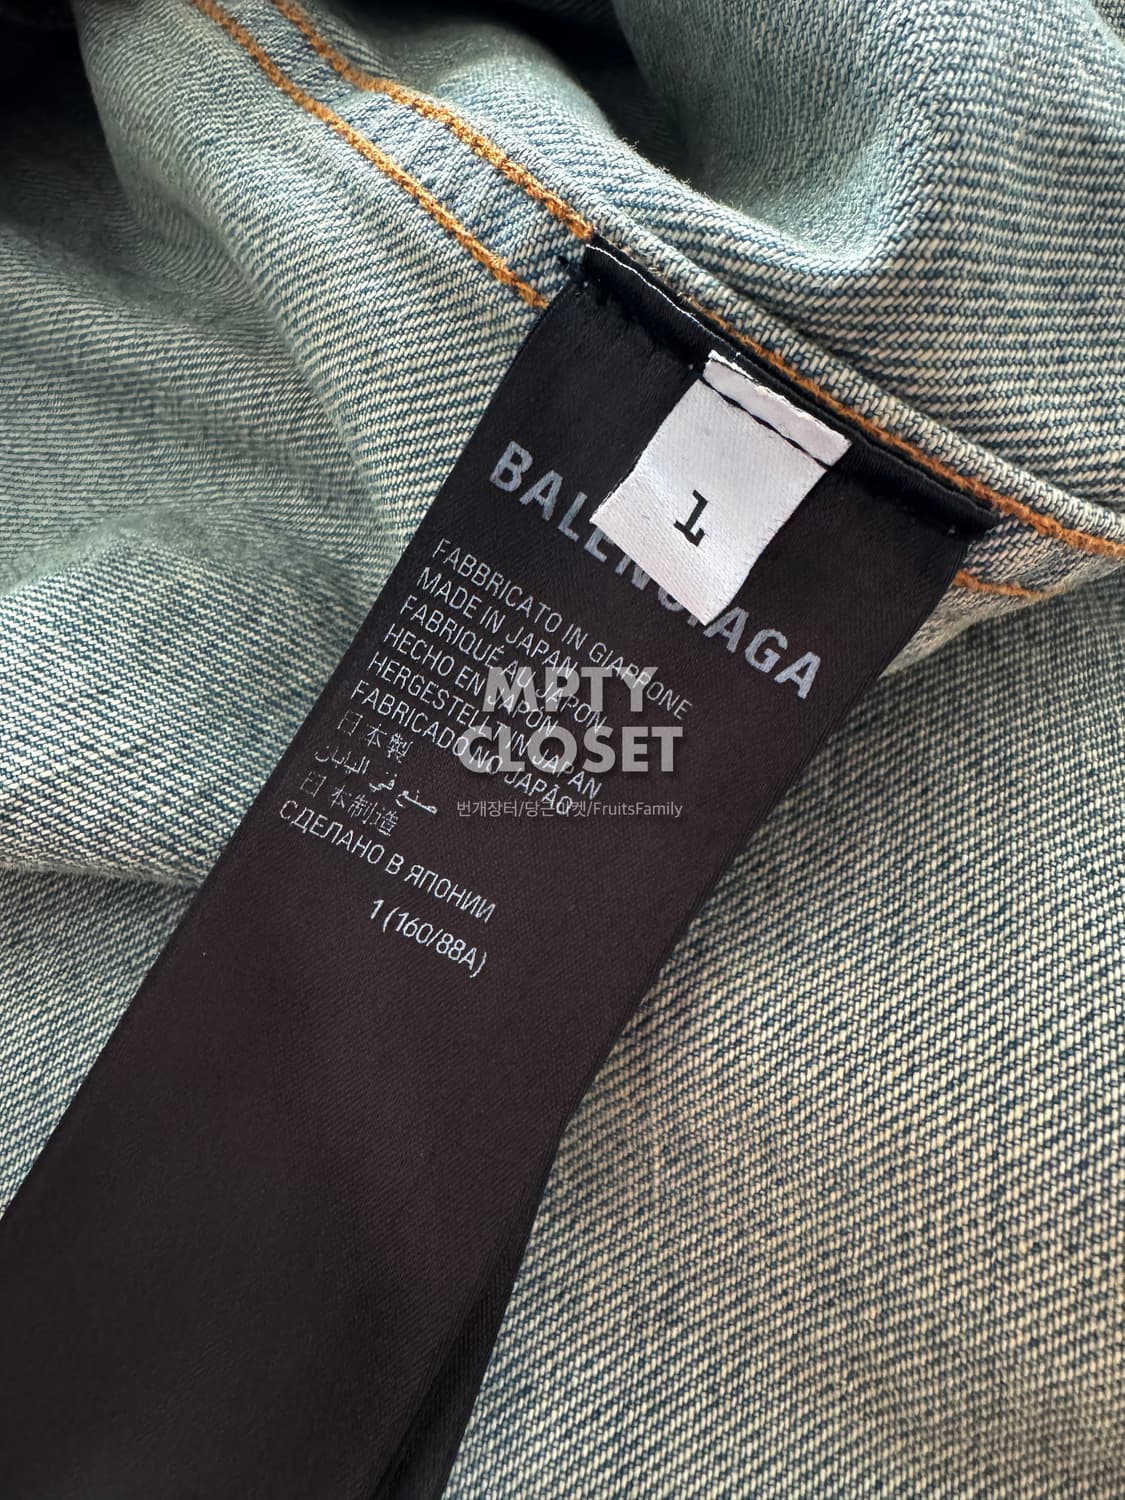 1
BALENCIAGA
FABBRICATO IN GIAPPONE
MADE IN JAPAN
FABRIQUÉ AU JAPON
HECHO EN JAPÓN
HERGESTELLT IN JAPAN
FABRICADO NO JAPÃO
日本製
صنع في اليابان
日本制造
СДЕЛАНО В ЯПОНИИ
1 (160/88A)
MPTY
CLOSET
번개장터/당근마켓/FruitsFamily